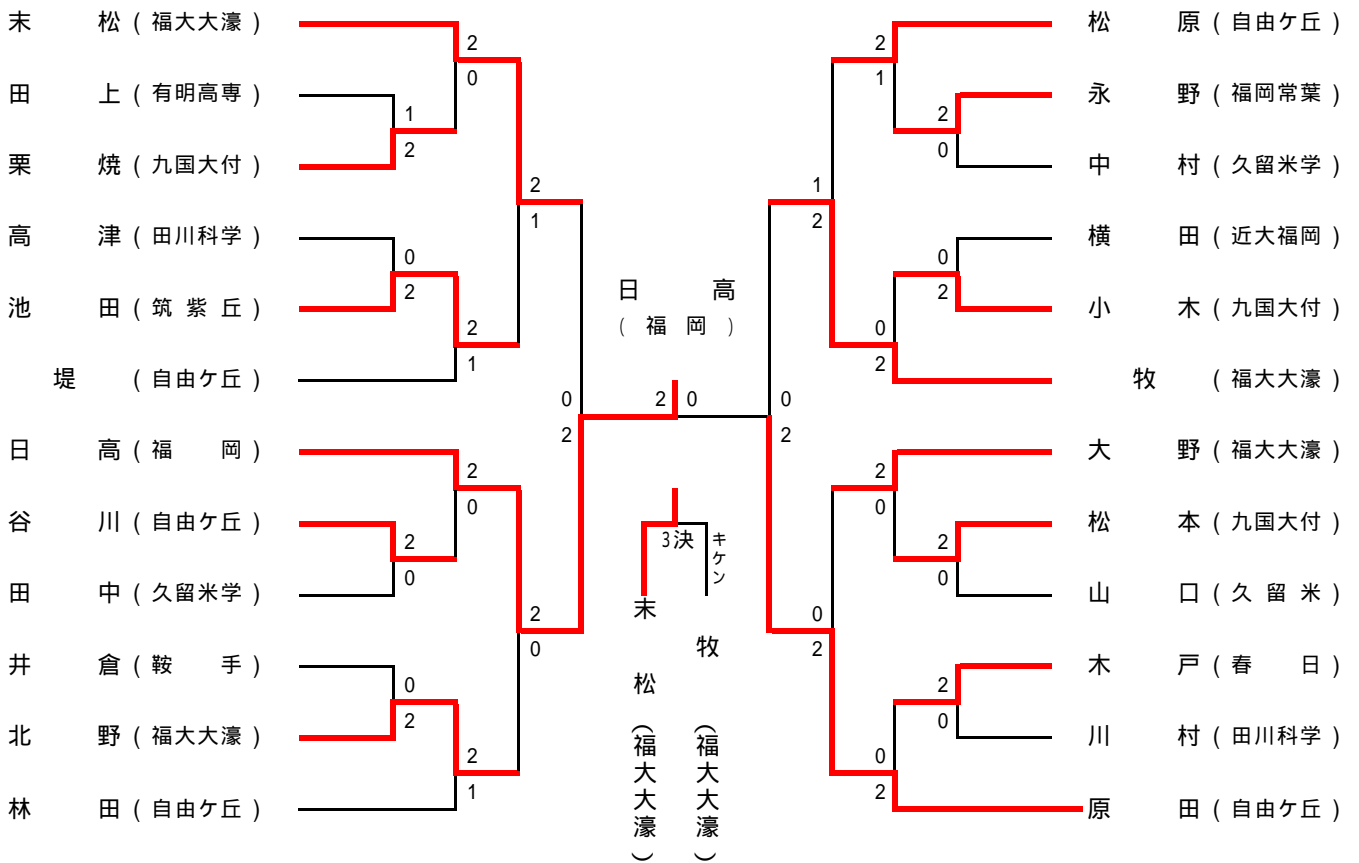 末 松 ( 福大大濠 )
田 上 ( 有明高専 )
栗 焼 ( 九国大付 )
高 津 ( 田川科学 )
池 田 ( 筑 紫 丘 )
堤 ( 自由ケ丘 )
日 高 ( 福 岡 )
谷 川 ( 自由ケ丘 )
田 中 ( 久留米学 )
井 倉 ( 鞍 手 )
北 野 ( 福大大濠 )
林 田 ( 自由ケ丘 )
2
0
1
2
2
1
0
2
2
1
0
2
2
0
2
0
2
0
0
2
2
1
日 高
( 福 岡 )
2 0
3決
キケン
末松 (福大大濠)
牧 (福大大濠)
2
1
2
0
1
2
0
2
0
2
0
2
2
0
2
0
0
2
2
0
0
2
松 原 ( 自由ケ丘 )
永 野 ( 福岡常葉 )
中 村 ( 久留米学 )
横 田 ( 近大福岡 )
小 木 ( 九国大付 )
牧 ( 福大大濠 )
大 野 ( 福大大濠 )
松 本 ( 九国大付 )
山 口 ( 久 留 米 )
木 戸 ( 春 日 )
川 村 ( 田川科学 )
原 田 ( 自由ケ丘 )